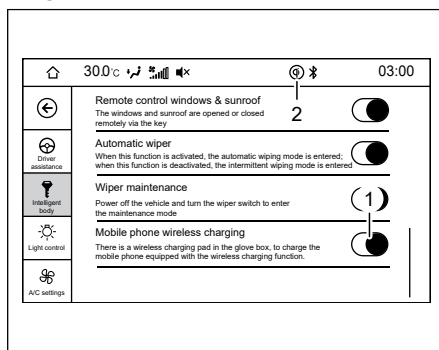 30.0°C
03:00
Remote control windows & sunroof
The windows and sunroof are opened or closed
remotely via the key
2
Automatic wiper
When this function is activated, the automatic wiping mode is entered;
when this function is deactivated, the intermittent wiping mode is entered
Driver
assistance
Wiper maintenance
Power off the vehicle and turn the wiper switch to enter
the maintenance mode
1
Intelligent
body
Mobile phone wireless charging
There is a wireless charging pad in the glove box, to charge the
mobile phone equipped with the wireless charging function.
Light control
A/C settings